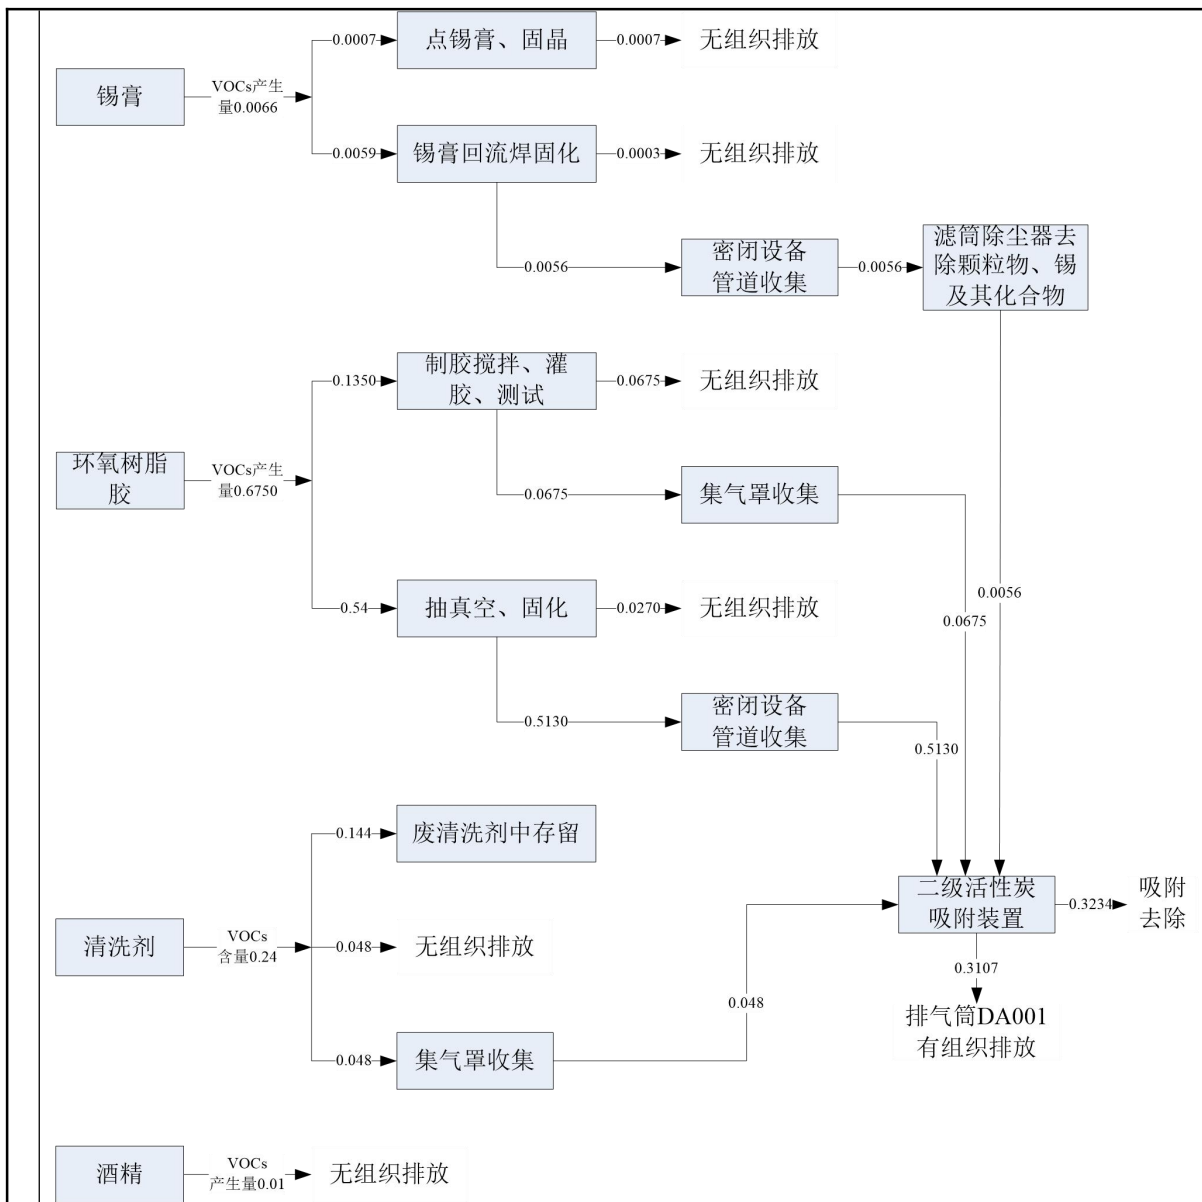 0.0007
点锡膏、固晶
0.0007
无组织排放
锡膏
VOCs产生
量0.0066
0.0059
锡膏回流焊固化
0.0003
无组织排放
0.0056
密闭设备
管道收集
0.0056
滤筒除尘器去
除颗粒物、锡
及其化合物
0.1350
制胶搅拌、灌
胶、测试
0.0675
无组织排放
环氧树脂
胶
VOCs产生
量0.6750
0.0675
集气罩收集
0.0056
0.0675
0.54
抽真空、固化
0.0270
无组织排放
0.5130
密闭设备
管道收集
0.5130
0.144
废清洗剂中存留
二级活性炭
吸附装置
0.3234
吸附
去除
清洗剂
VOCs
含量0.24
0.048
无组织排放
0.3107
0.048
排气筒DA001
有组织排放
0.048
集气罩收集
酒精
VOCs
产生量0.01
无组织排放